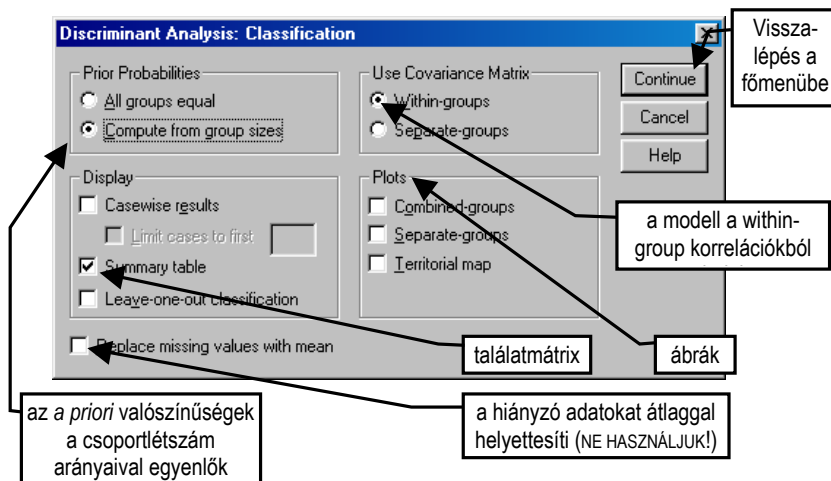 Discriminant Analysis: Classification
Prior Probabilities
All groups equal
Compute from group sizes
Use Covariance Matrix
Within-groups
Separate-groups
Continue
Cancel
Help
Display
Casewise results
Limit cases to first
Summary table
Leave-one-out classification
Plots
Combined-groups
Separate-groups
Territorial map
Replace missing values with mean
Vissza-
lépés a
főmenübe
a modell a within-
group korrelációkból
találatmátrix
ábrák
az a priori valószínűségek
a csoportlétszám
arányaival egyenlők
a hiányzó adatokat átlaggal
helyettesíti (NE HASZNÁLJUK!)